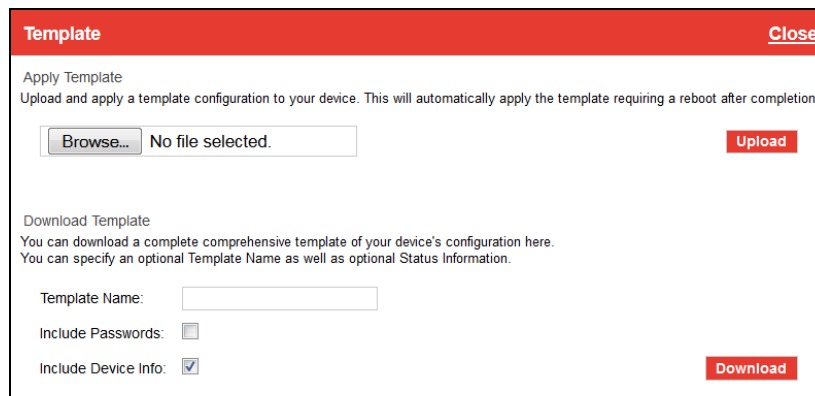 Template
Close
Apply Template
Upload and apply a template configuration to your device. This will automatically apply the template requiring a reboot after completion
Browse... No file selected.
Upload
Download Template
You can download a complete comprehensive template of your device's configuration here.
You can specify an optional Template Name as well as optional Status Information.
Template Name:
Include Passwords:
Include Device Info:
Download